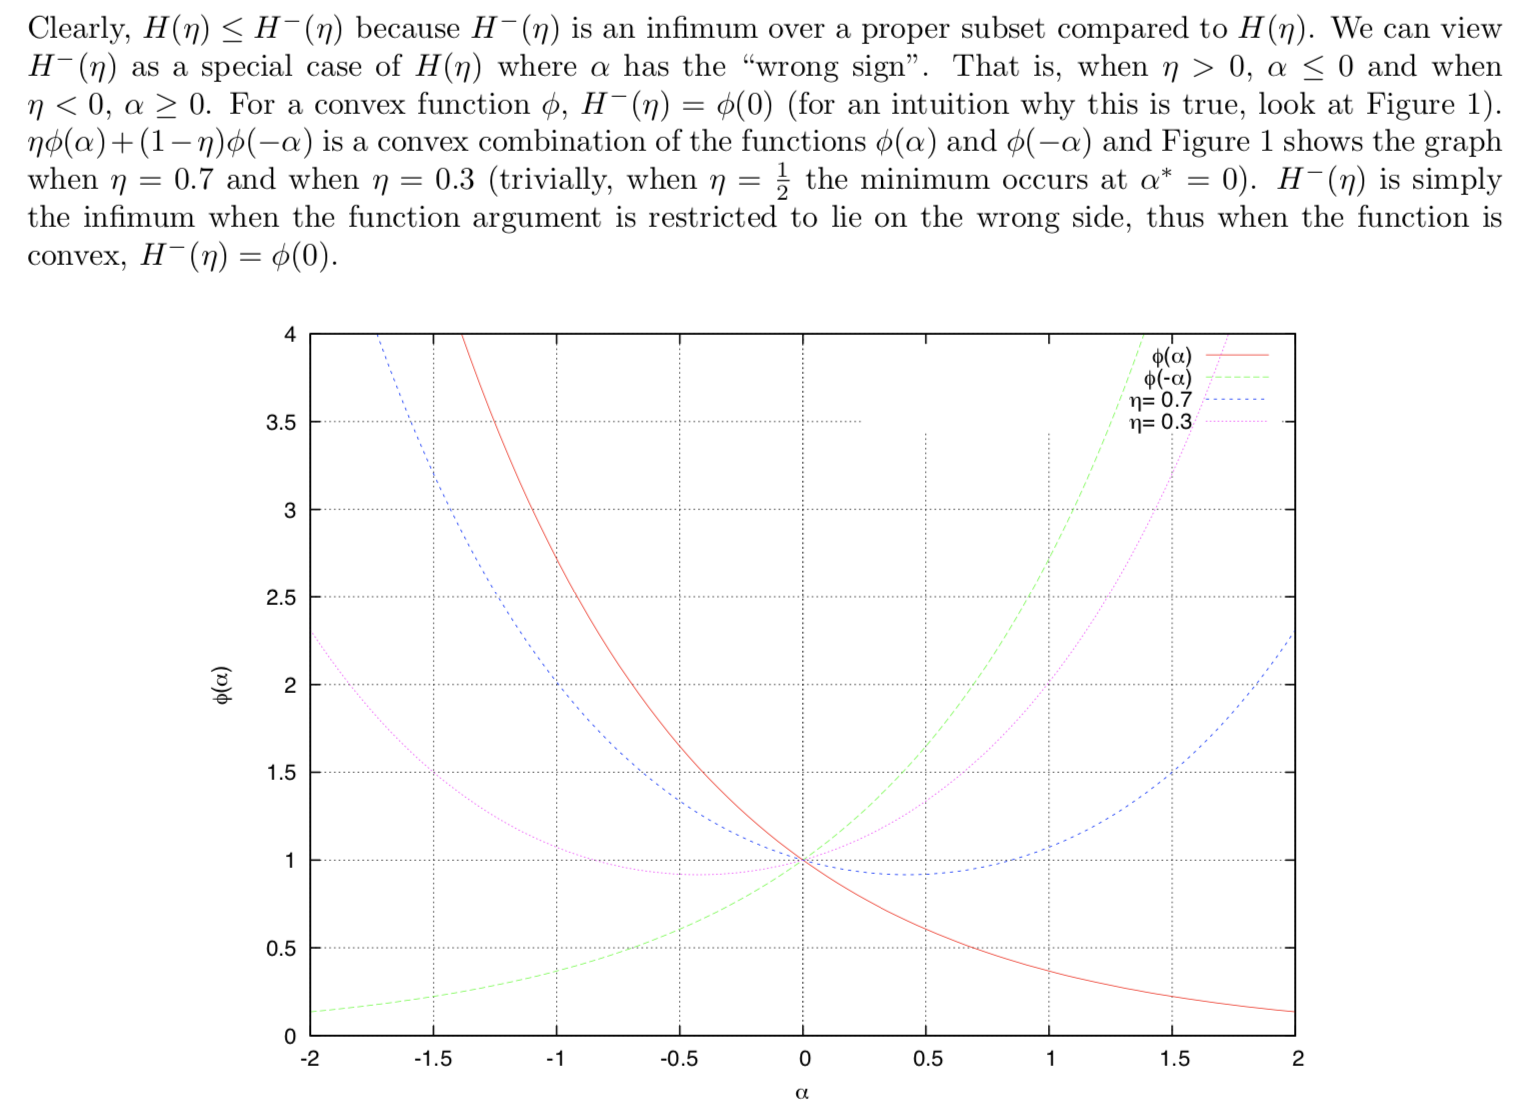 Clearly, H(η) ≤ H⁻(η) because H⁻(η) is an infimum over a proper subset compared to H(η). We can view
H⁻(η) as a special case of H(η) where α has the “wrong sign”. That is, when η > 0, α ≤ 0 and when
η < 0, α ≥ 0. For a convex function ϕ, H⁻(η) = ϕ(0) (for an intuition why this is true, look at Figure 1).
ηϕ(α)+(1−η)ϕ(−α) is a convex combination of the functions ϕ(α) and ϕ(−α) and Figure 1 shows the graph
when η = 0.7 and when η = 0.3 (trivially, when η = 1/2 the minimum occurs at α* = 0). H⁻(η) is simply
the infimum when the function argument is restricted to lie on the wrong side, thus when the function is
convex, H⁻(η) = ϕ(0).
4
3.5
3
2.5
2
1.5
1
0.5
0
ϕ(α)
ϕ(α)
ϕ(-α)
η= 0.7
η= 0.3
-2 -1.5 -1 -0.5 0 0.5 1 1.5 2
α